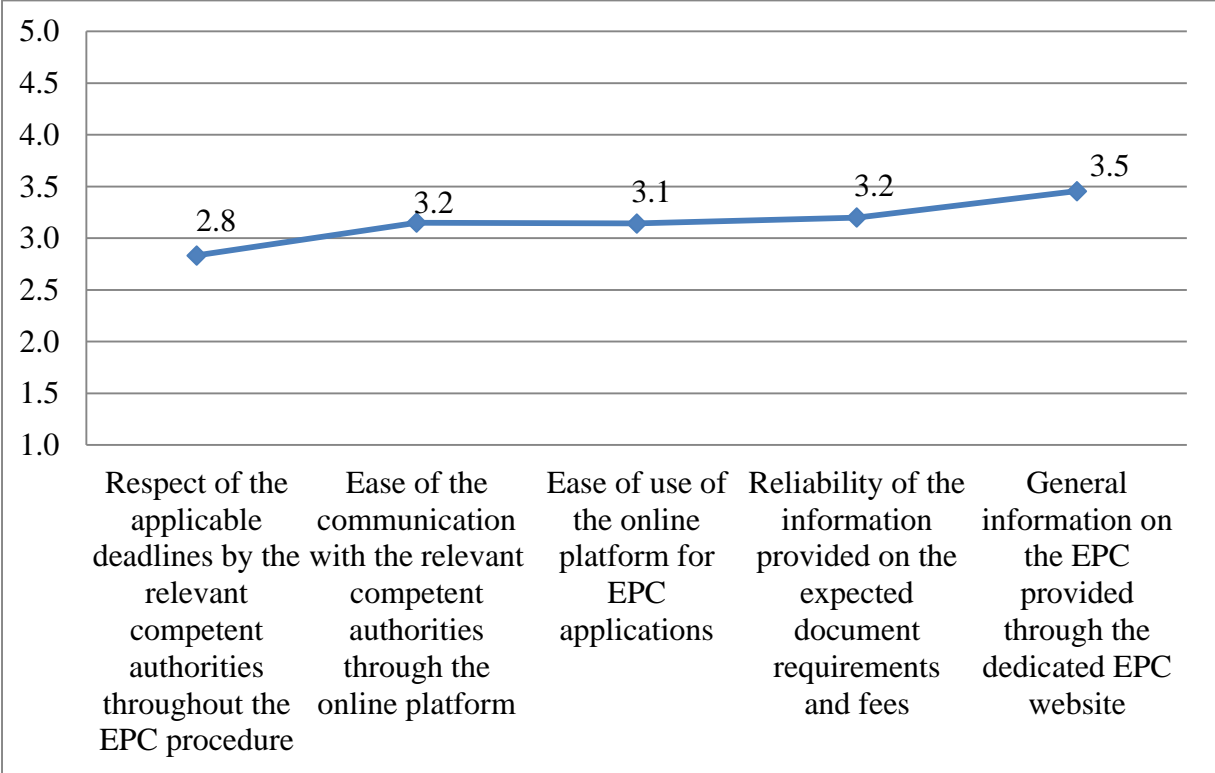 5.0
4.5
4.0
3.5
3.0
2.5
2.0
1.5
1.0
2.8
3.2
3.1
3.2
3.5
Respect of the
applicable
deadlines by the
relevant
competent
authorities
throughout the
EPC procedure
Ease of the
communication
with the relevant
competent
authorities
through the
online platform
Ease of use of
the online
platform for
EPC
applications
Reliability of the
information
provided on the
expected
document
requirements
and fees
General
information on
the EPC
provided
through the
dedicated EPC
website